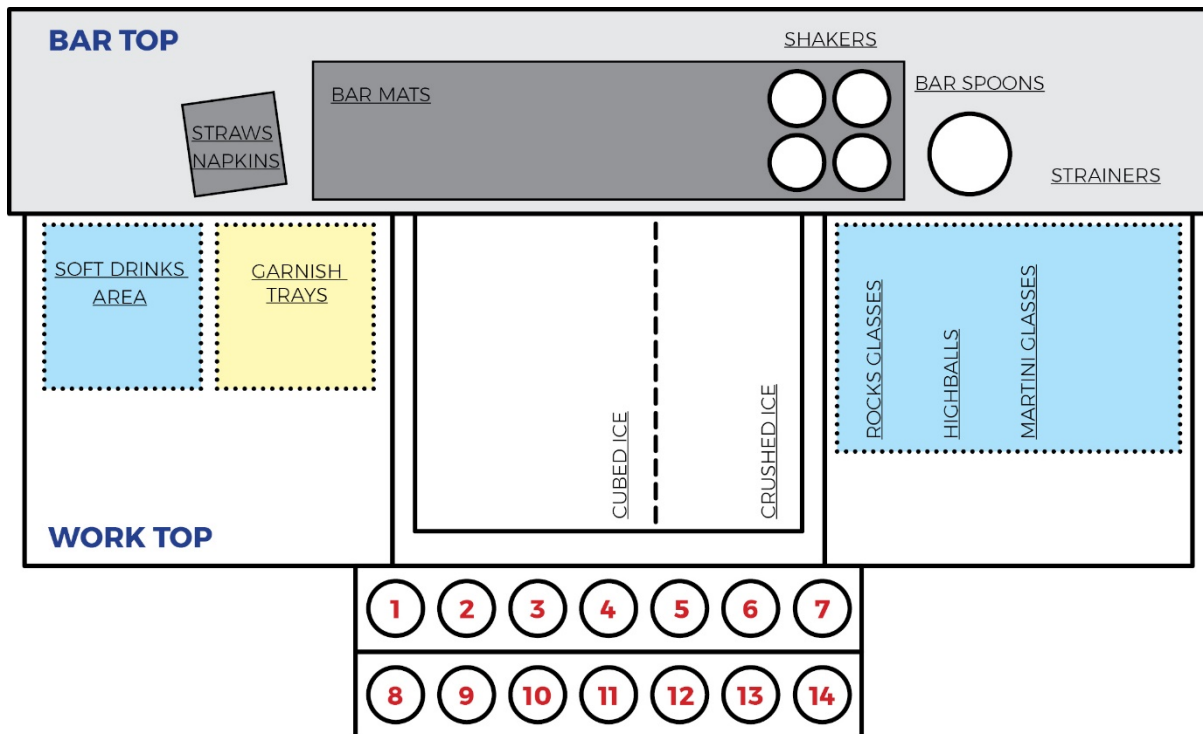 BAR TOP
SHAKERS
BAR MATS
BAR SPOONS
STRAWS
NAPKINS
STRAINERS
SOFT DRINKS
AREA
GARNISH
TRAYS
CUBED ICE
CRUSHED ICE
ROCKS GLASSES
HIGHBALLS
MARTINI GLASSES
WORK TOP
1 2 3 4 5 6 7
8 9 10 11 12 13 14